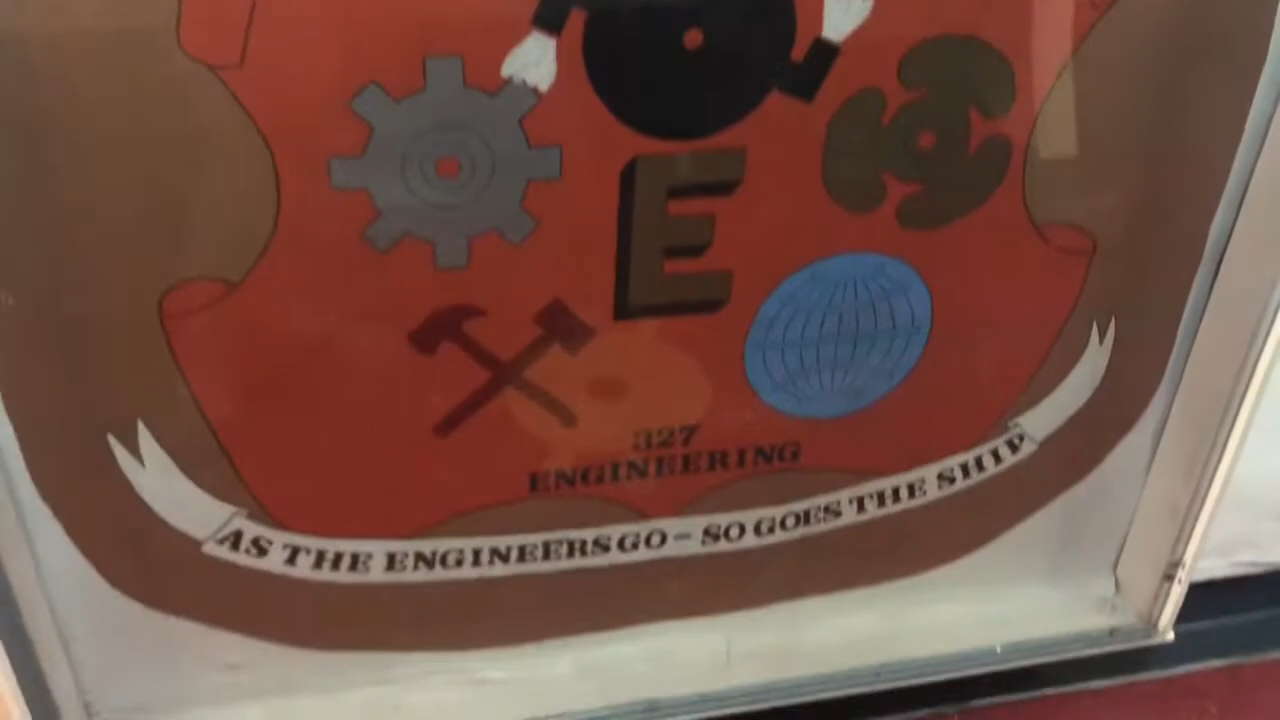 E
327
ENGINEERING
AS THE ENGINEERS GO - SO GOES THE SHIP